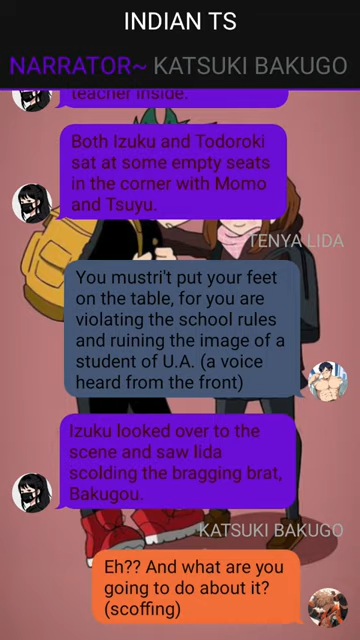 INDIAN TS
NARRATOR~ KATSUKI BAKUGO
teacher inside.
Both Izuku and Todoroki
sat at some empty seats
in the corner with Momo
and Tsuyu.
TENYA LIDA
You mustri't put your feet
on the table, for you are
violating the school rules
and ruining the image of a
student of U.A. (a voice
heard from the front)
Izuku looked over to the
scene and saw Iida
scolding the bragging brat,
Bakugou.
KATSUKI BAKUGO
Eh?? And what are you
going to do about it?
(scoffing)